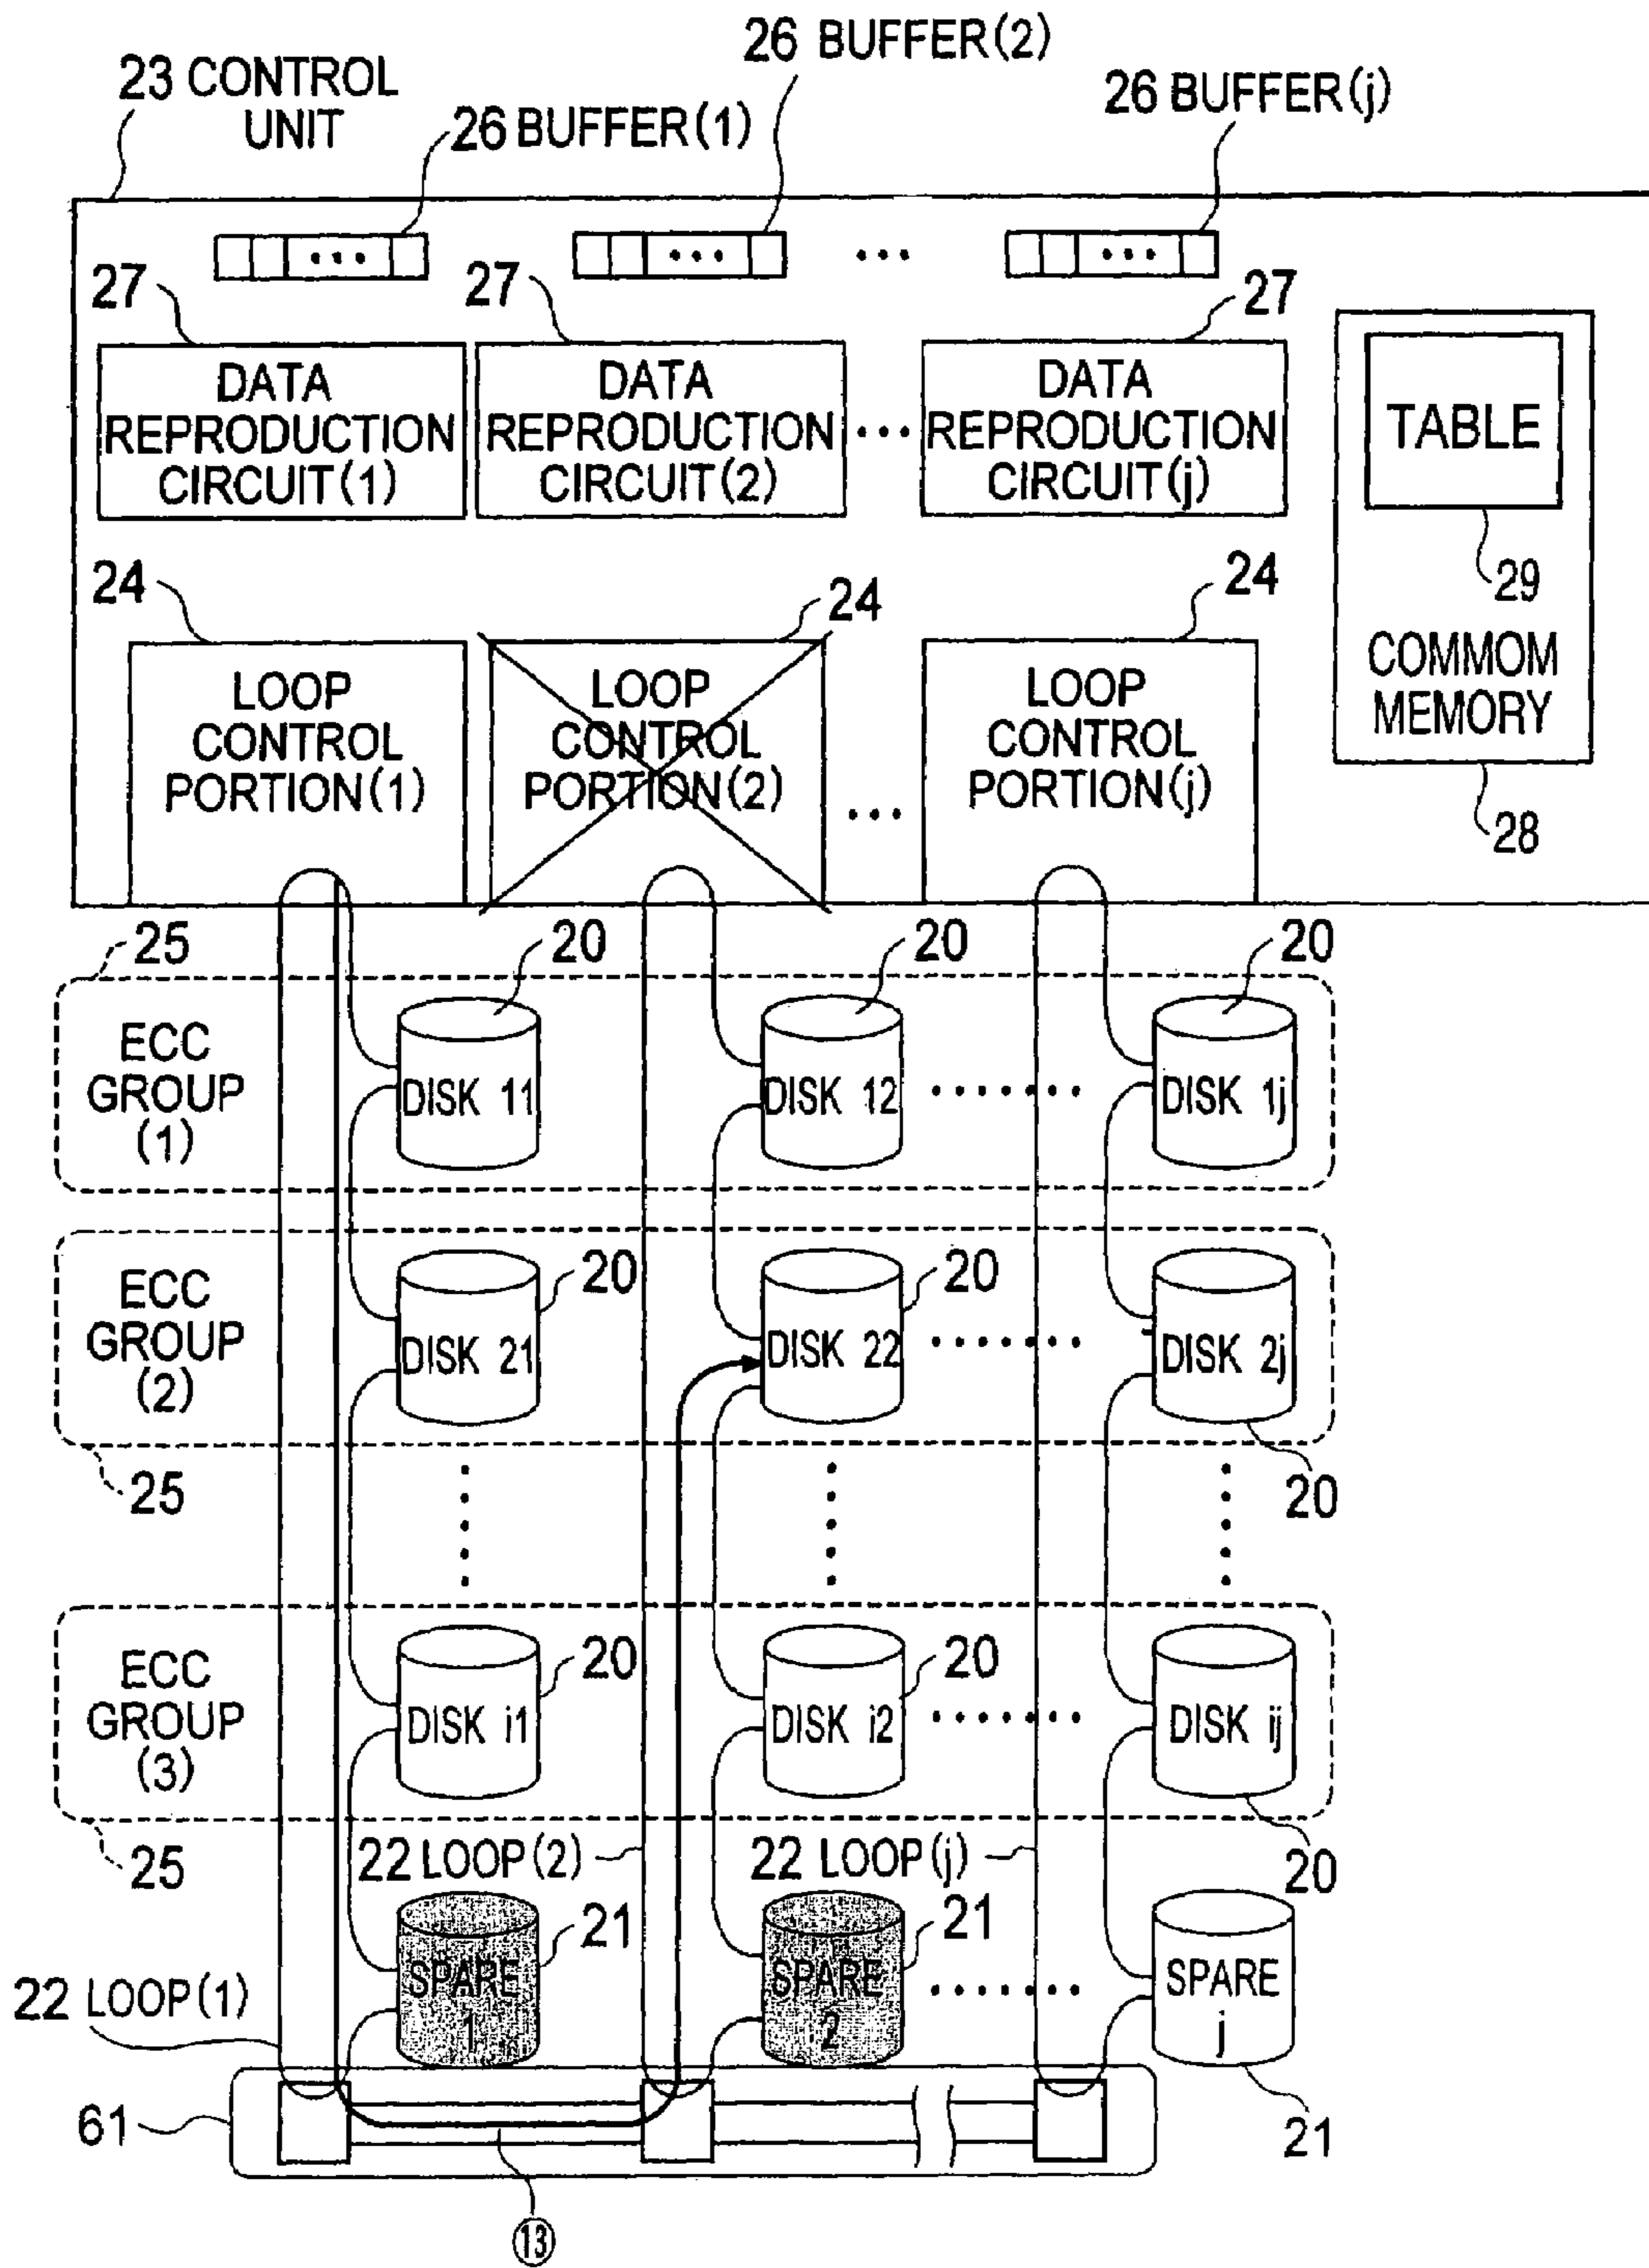 26 BUFFER(2)
23 CONTROL UNIT
26 BUFFER(1)
26 BUFFER(j)
27
27
27
DATA REPRODUCTION CIRCUIT(1)
DATA REPRODUCTION CIRCUIT(2)
DATA REPRODUCTION CIRCUIT(j)
TABLE
29
COMMOM MEMORY
28
24
24
24
LOOP CONTROL PORTION(1)
LOOP CONTROL PORTION(2)
LOOP CONTROL PORTION(j)
25
20
20
20
ECC GROUP (1)
DISK 11
DISK 12
DISK 1j
ECC GROUP (2)
20
20
DISK 21
DISK 22
DISK 2j
25
20
ECC GROUP (3)
20
20
DISK i1
DISK i2
DISK ij
25
22 LOOP(2)
22 LOOP(j)
20
21
21
22 LOOP(1)
SPARE 1
SPARE 2
SPARE j
61
21
13